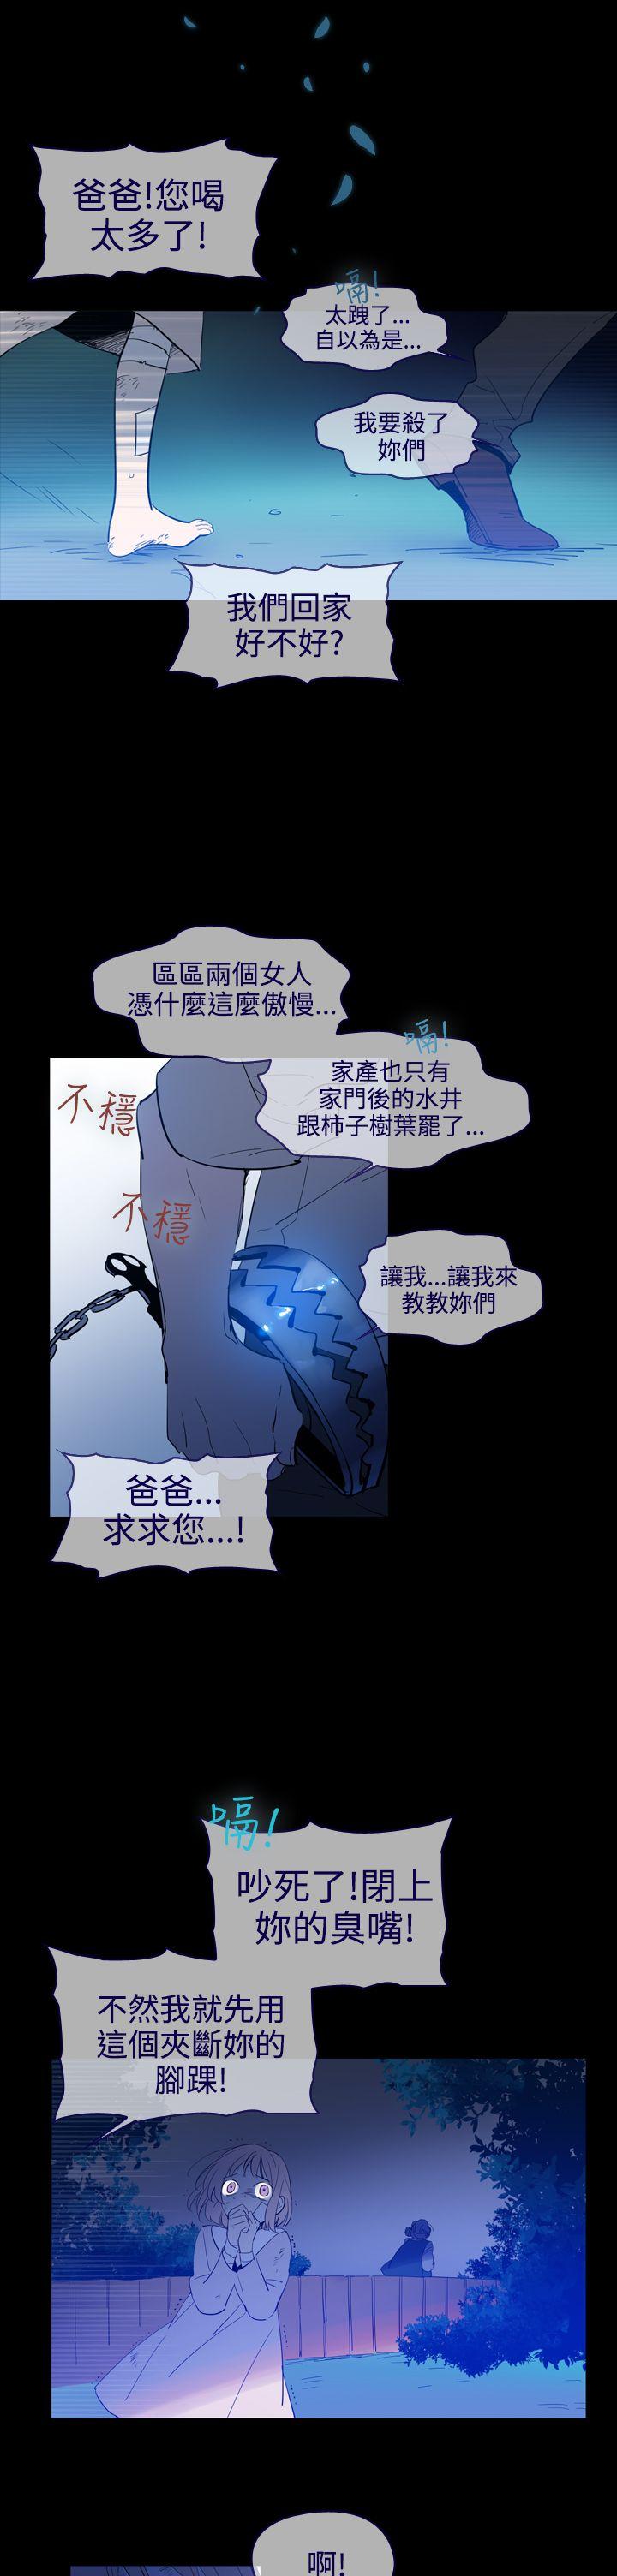 爸爸!您喝
太多了!
嗝!
太跩了...
自以為是...
我要殺了
妳們
我們回家
好不好?
區區兩個女人
憑什麼這麼傲慢...
嗝!
家產也只有
家門後的水井
跟柿子樹葉罷了...
不穩
不穩
讓我...讓我來
教教妳們
爸爸...
求求您...!
嗝!
吵死了!閉上
妳的臭嘴!
不然我就先用
這個夾斷妳的
腳踝!
啊!